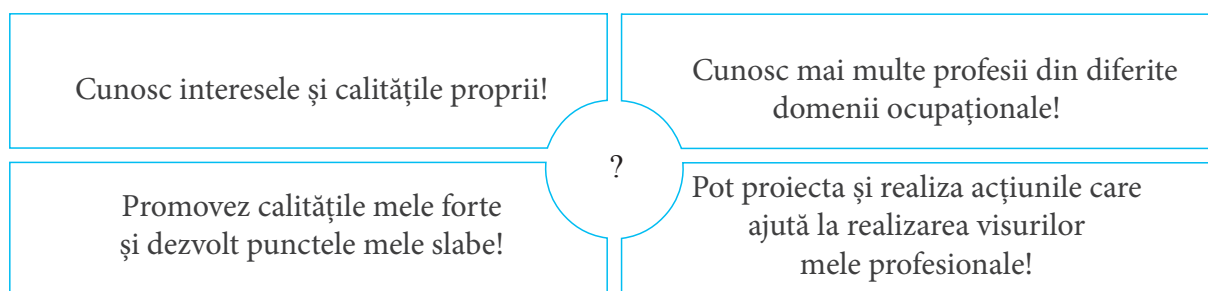 Cunosc interesele și calitățile proprii!
Cunosc mai multe profesii din diferite
domenii ocupaționale!
?
Promovez calitățile mele forte
și dezvolt punctele mele slabe!
Pot proiecta și realiza acțiunile care
ajută la realizarea visurilor
mele profesionale!